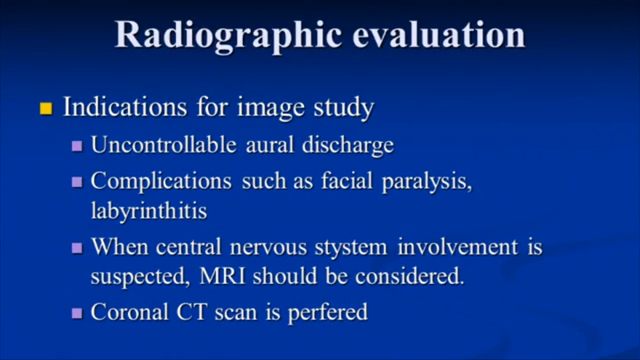 Radiographic evaluation
Indications for image study
Uncontrollable aural discharge
Complications such as facial paralysis,
labyrinthitis
When central nervous stystem involvement is
suspected, MRI should be considered.
Coronal CT scan is perfered